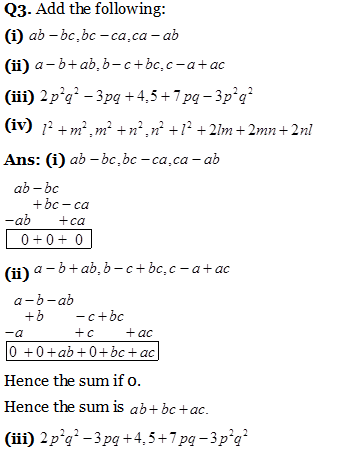 Q3. Add the following:
(i) ab – bc, bc – ca, ca – ab
(ii) a – b + ab, b – c + bc, c – a + ac
(iii) 2p²q² – 3pq + 4, 5 + 7pq – 3p²q²
(iv) l² + m², m² + n², n² + l² + 2lm + 2mn + 2nl
Ans: (i) ab – bc, bc – ca, ca – ab
ab – bc
+ bc – ca
–ab +ca
0 + 0 + 0
(ii) a – b + ab, b – c + bc, c – a + ac
a – b – ab
+b – c + bc
–a +c + ac
0 + 0 + ab + 0 + bc + ac
Hence the sum if 0.
Hence the sum is ab + bc + ac.
(iii) 2p²q² – 3pq + 4, 5 + 7pq – 3p²q²